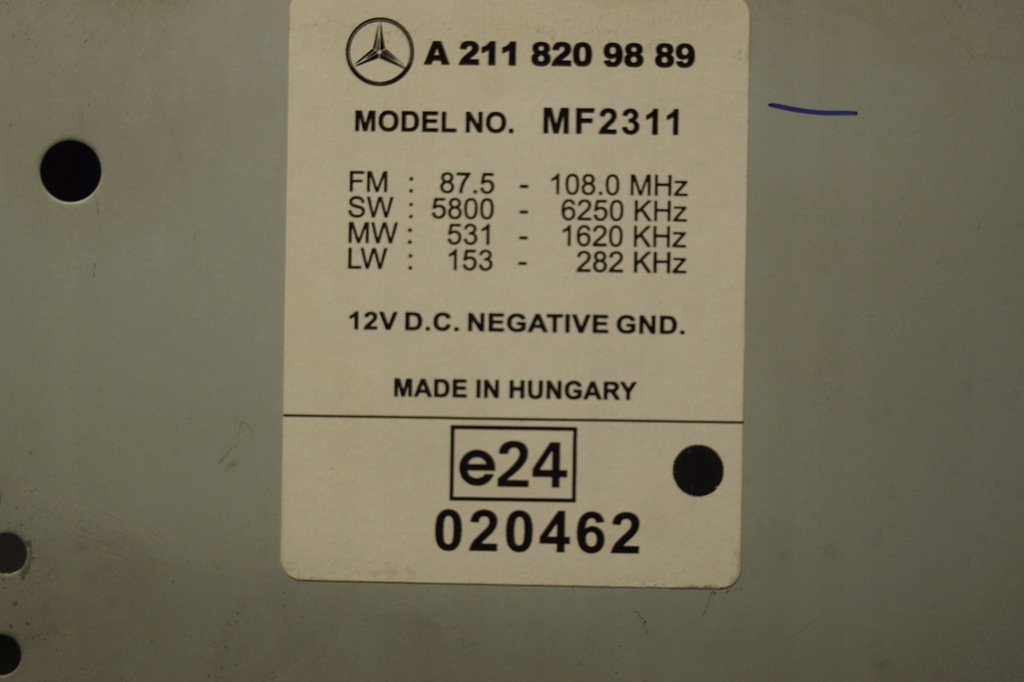 A 211 820 98 89
MODEL NO. MF2311
FM : 87.5 - 108.0 MHz
SW : 5800 - 6250 KHz
MW : 531 - 1620 KHz
LW : 153 - 282 KHz
12V D.C. NEGATIVE GND.
MADE IN HUNGARY
e24
020462